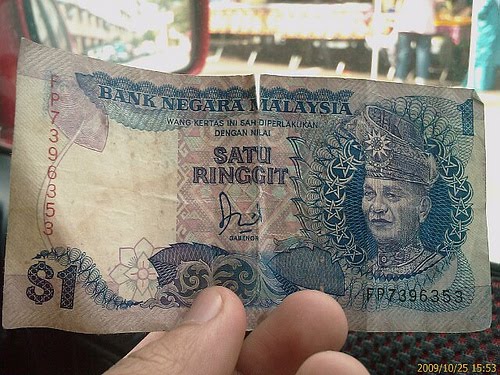 BANK NEGARA MALAYSIA
WANG KERTAS INI SAH DIPERLAKUKAN
DENGAN NILAI
SATU
RINGGIT
FP7396353
$1
FP7396353
2009/10/25 15:53